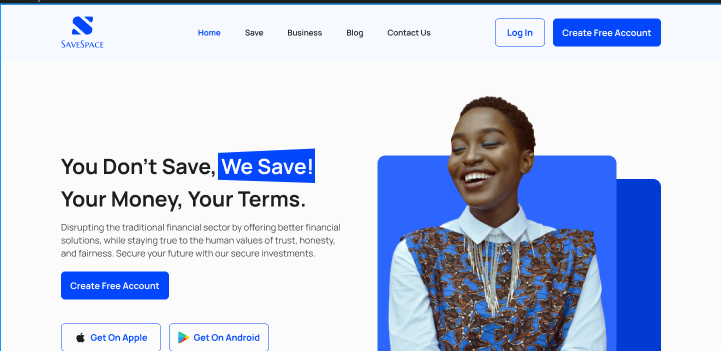 SaveSpace
Home
Save
Business
Blog
Contact Us
Log In
Create Free Account
You Don't Save, We Save!
Your Money, Your Terms.
Disrupting the traditional financial sector by offering better financial
solutions, while staying true to the human values of trust, honesty,
and fairness. Secure your future with our secure investments.
Create Free Account
Get On Apple
Get On Android